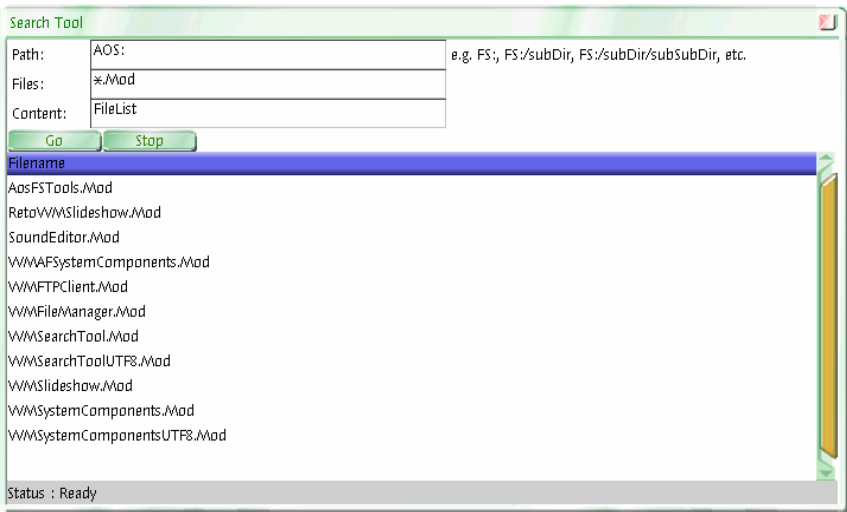 Search Tool
Path: AOS: e.g. FS:, FS:/subDir, FS:/subDir/subSubDir, etc.
Files: *.Mod
Content: FileList
Go Stop
Filename
AosFSTools.Mod
RetoWMSlideshow.Mod
SoundEditor.Mod
WMAFSystemComponents.Mod
WMFTPClient.Mod
WMFileManager.Mod
WMSearchTool.Mod
WMSearchToolUTF8.Mod
WMSlideshow.Mod
WMSystemComponents.Mod
WMSystemComponentsUTF8.Mod
Status : Ready